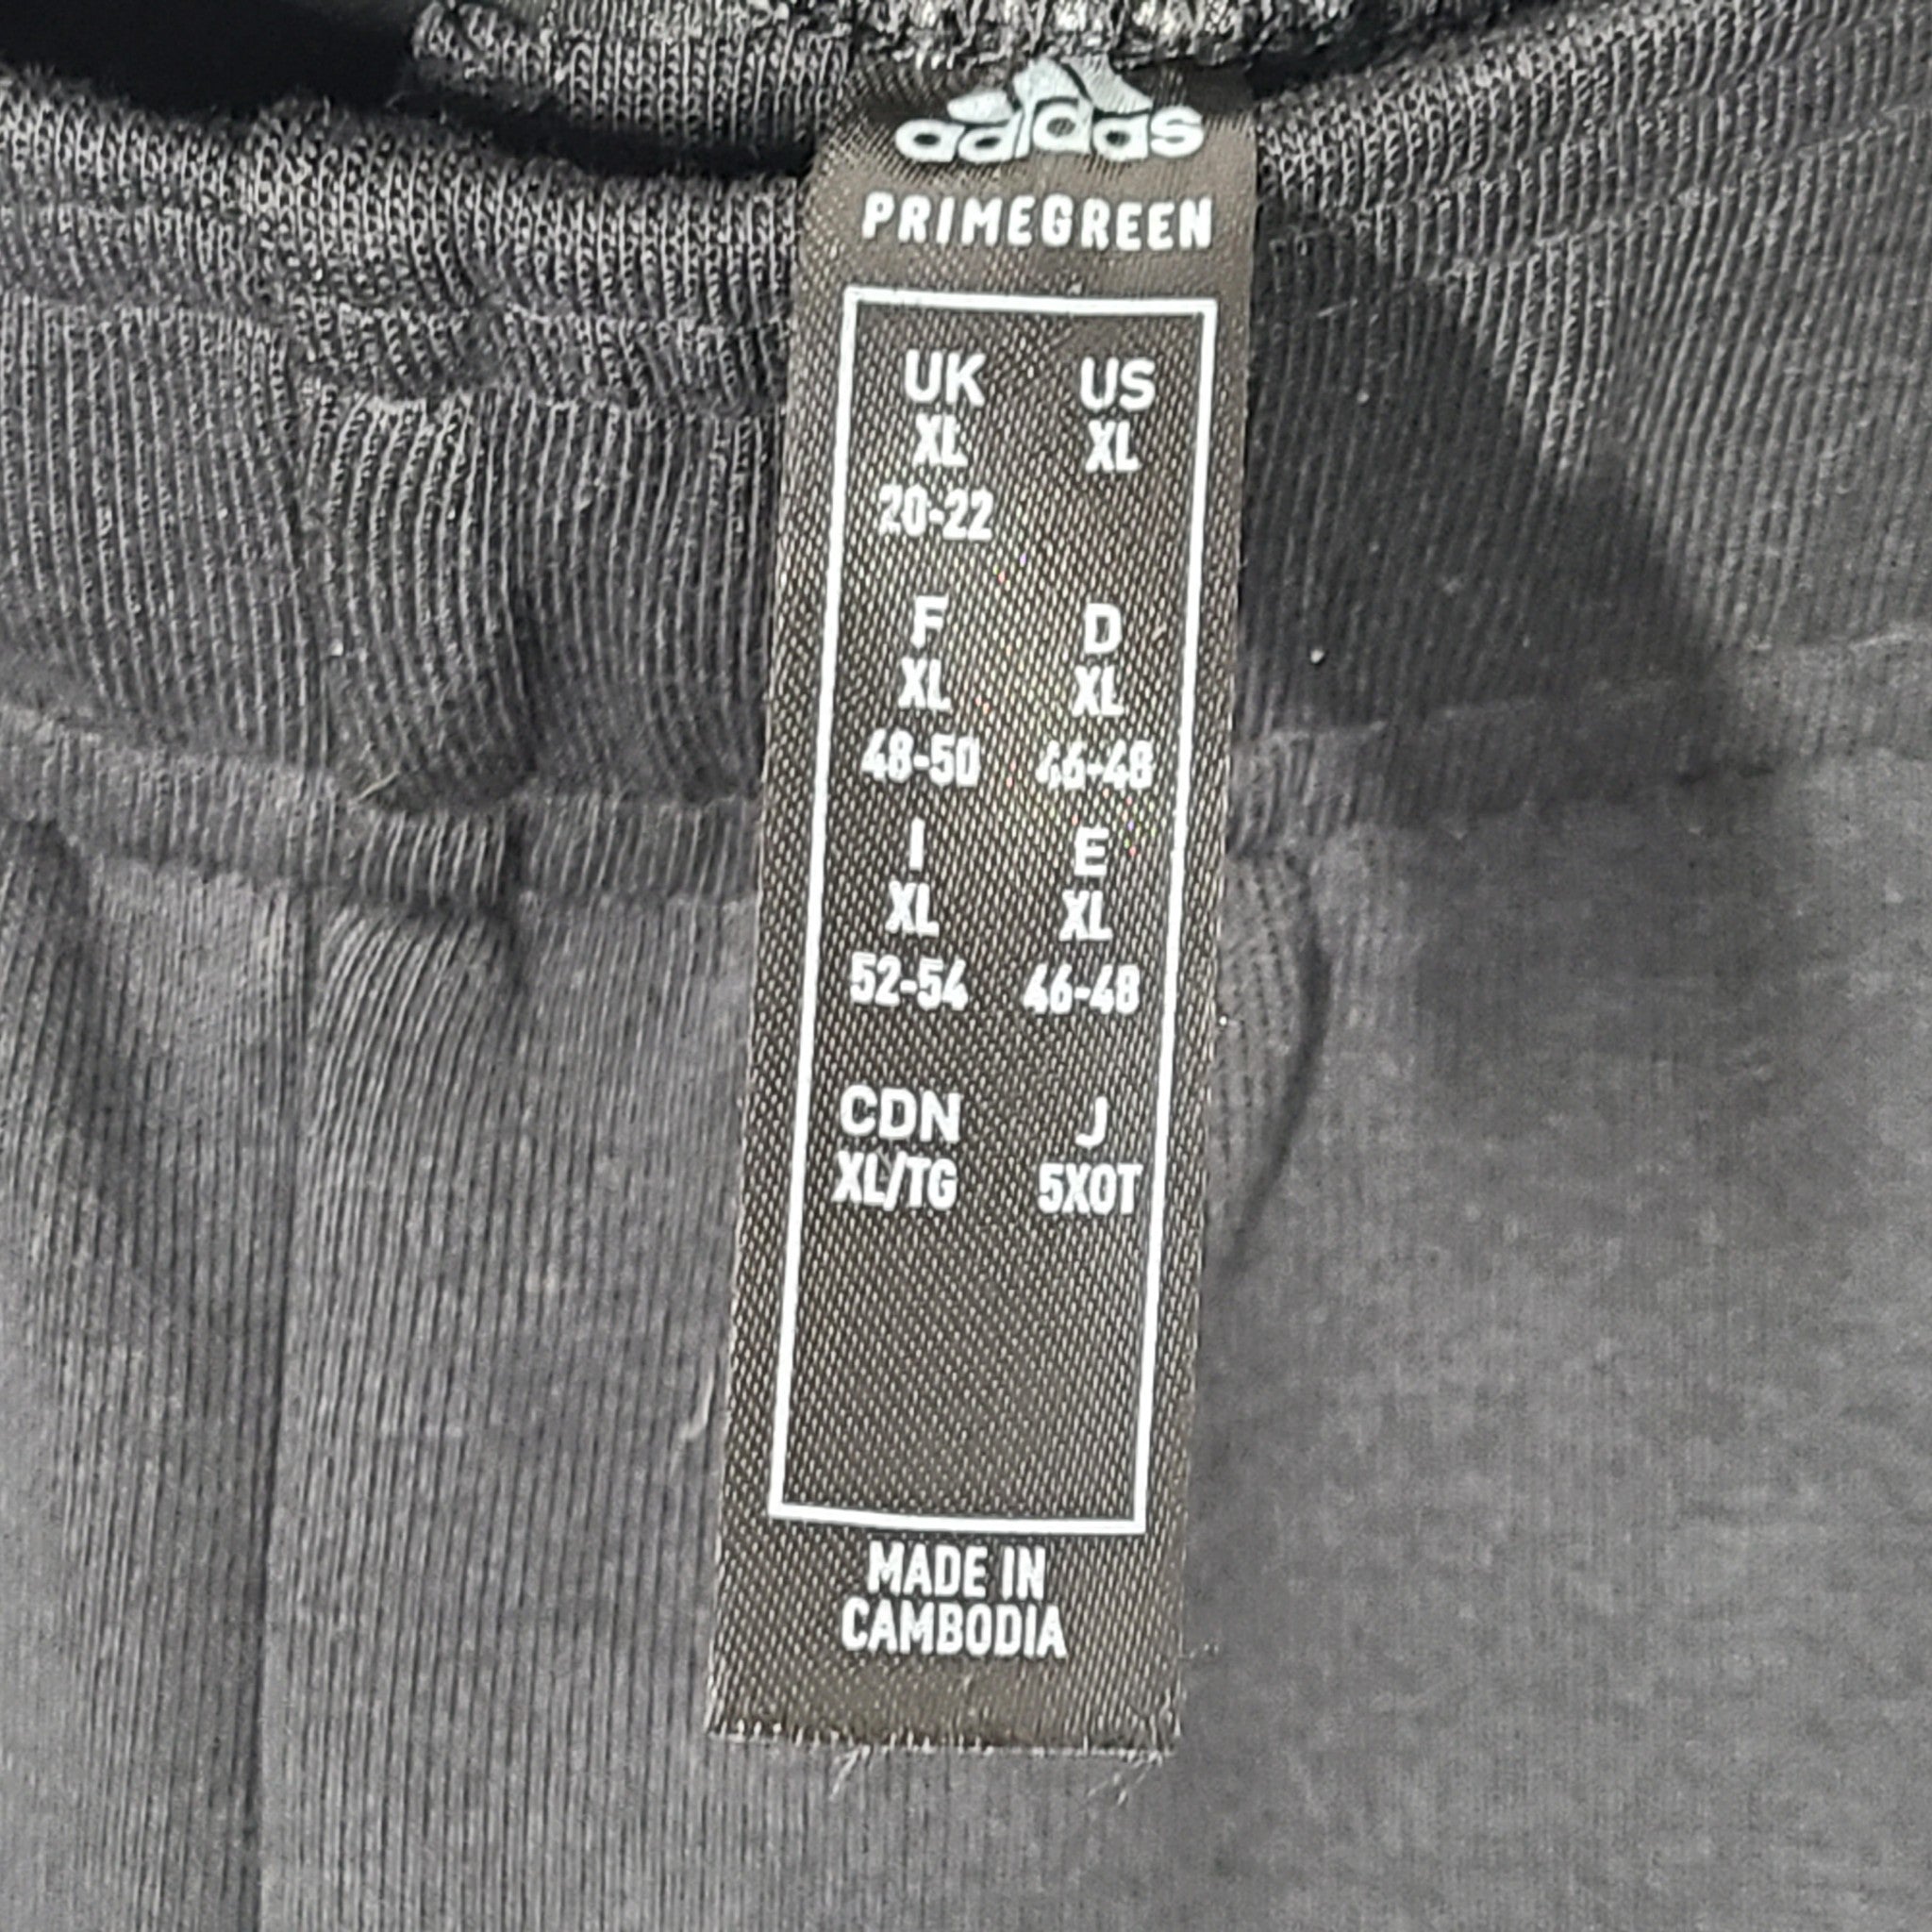 adidas
PRIMEGREEN
UK US
XL XL
20-22
F D
XL XL
48-50 46-48
I E
XL XL
52-54 46-48
CDN J
XL/TG 5XOT
MADE IN
CAMBODIA